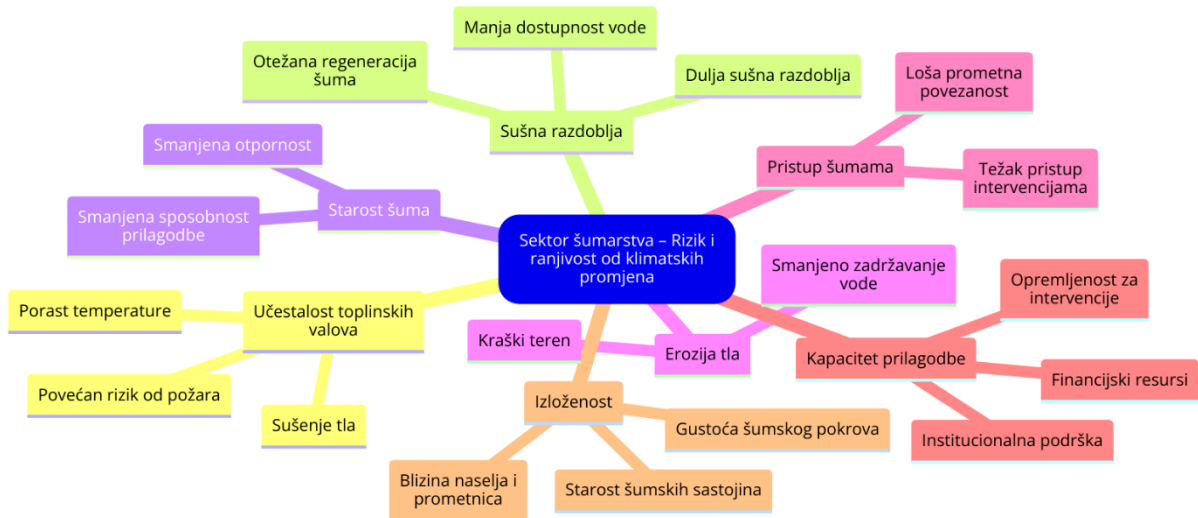 Manja dostupnost vode
Otežana regeneracija
šuma
Dulja sušna razdoblja
Sušna razdoblja
Loša prometna
povezanost
Pristup šumama
Težak pristup
intervencijama
Smanjena otpornost
Smanjena sposobnost
prilagodbe
Starost šuma
Sektor šumarstva – Rizik i
ranjivost od klimatskih
promjena
Porast temperature
Učestalost toplinskih
valova
Povećan rizik od požara
Sušenje tla
Smanjeno zadržavanje
vode
Kraški teren
Erozija tla
Opremljenost za
intervencije
Kapacitet prilagodbe
Financijski resursi
Institucionalna podrška
Izloženost
Gustoća šumskog pokrova
Blizina naselja i
prometnica
Starost šumskih sastojina